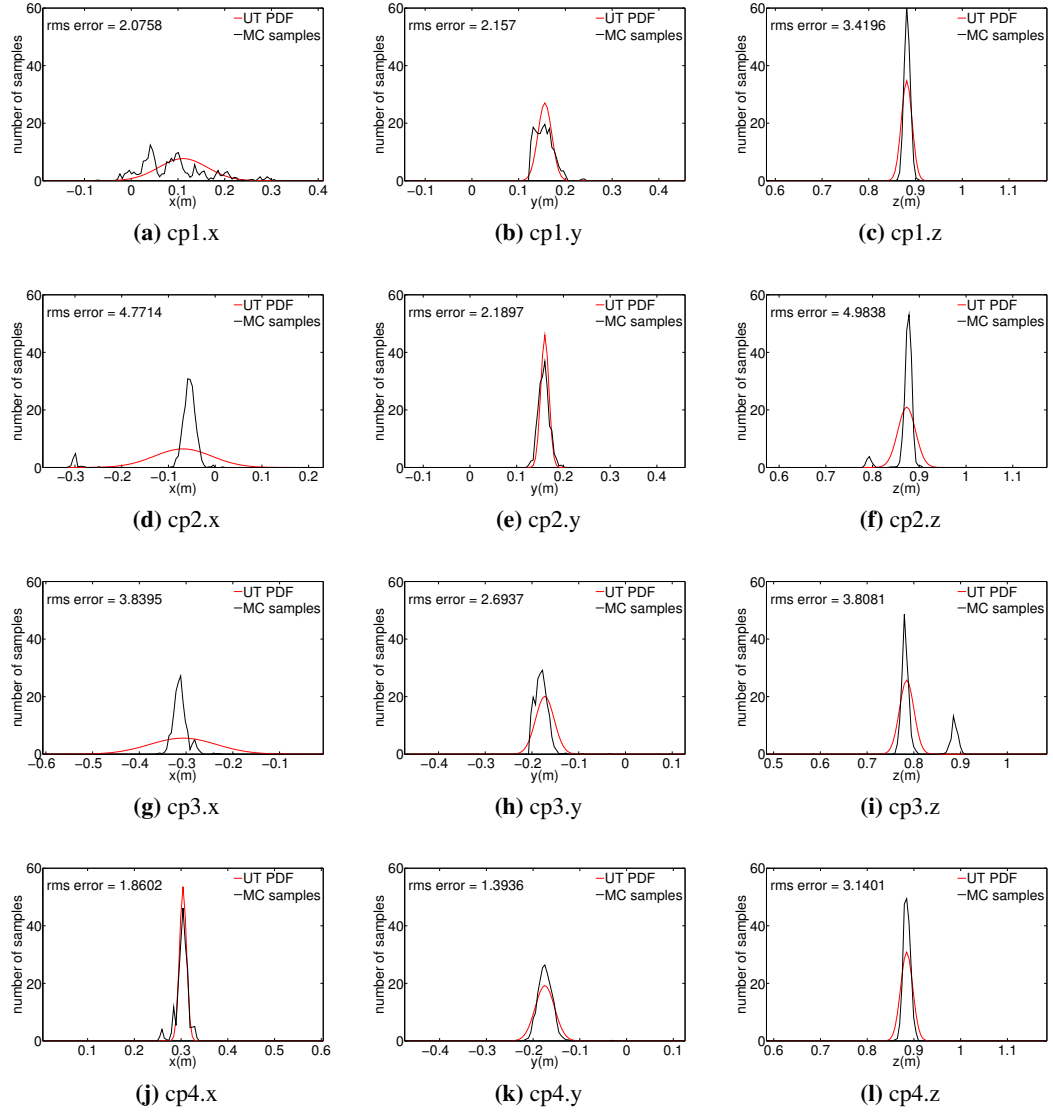 rms error = 2.0758
UT PDF
MC samples
number of samples
60
40
20
0
−0.1 0 0.1 0.2 0.3 0.4
x(m)
(a) cp1.x
rms error = 2.157
UT PDF
MC samples
number of samples
60
40
20
0
−0.1 0 0.1 0.2 0.3 0.4
y(m)
(b) cp1.y
rms error = 3.4196
UT PDF
MC samples
number of samples
60
40
20
0
0.6 0.7 0.8 0.9 1 1.1
z(m)
(c) cp1.z
rms error = 4.7714
UT PDF
MC samples
number of samples
60
40
20
0
−0.3 −0.2 −0.1 0 0.1 0.2
x(m)
(d) cp2.x
rms error = 2.1897
UT PDF
MC samples
number of samples
60
40
20
0
−0.1 0 0.1 0.2 0.3 0.4
y(m)
(e) cp2.y
rms error = 4.9838
UT PDF
MC samples
number of samples
60
40
20
0
0.6 0.7 0.8 0.9 1 1.1
z(m)
(f) cp2.z
rms error = 3.8395
UT PDF
MC samples
number of samples
60
40
20
0
−0.6 −0.5 −0.4 −0.3 −0.2 −0.1
x(m)
(g) cp3.x
rms error = 2.6937
UT PDF
MC samples
number of samples
60
40
20
0
−0.4 −0.3 −0.2 −0.1 0 0.1
y(m)
(h) cp3.y
rms error = 3.8081
UT PDF
MC samples
number of samples
60
40
20
0
0.5 0.6 0.7 0.8 0.9 1
z(m)
(i) cp3.z
rms error = 1.8602
UT PDF
MC samples
number of samples
60
40
20
0
0.1 0.2 0.3 0.4 0.5 0.6
x(m)
(j) cp4.x
rms error = 1.3936
UT PDF
MC samples
number of samples
60
40
20
0
−0.4 −0.3 −0.2 −0.1 0 0.1
y(m)
(k) cp4.y
rms error = 3.1401
UT PDF
MC samples
number of samples
60
40
20
0
0.6 0.7 0.8 0.9 1 1.1
z(m)
(l) cp4.z